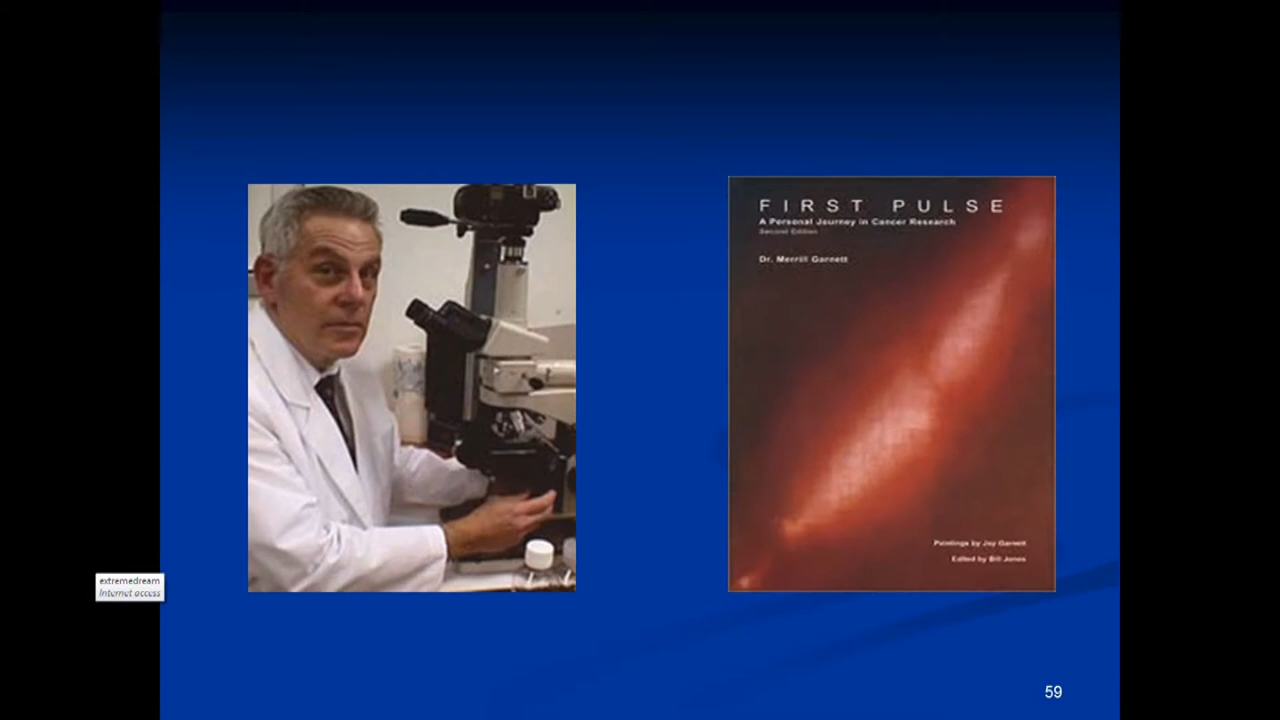 FIRST PULSE
A Personal Journey in Cancer Research
Second Edition
Dr. Merrill Garnett
Paintings by Jay Garnett
Edited by Bill Jones
extremedream
Internet access
59